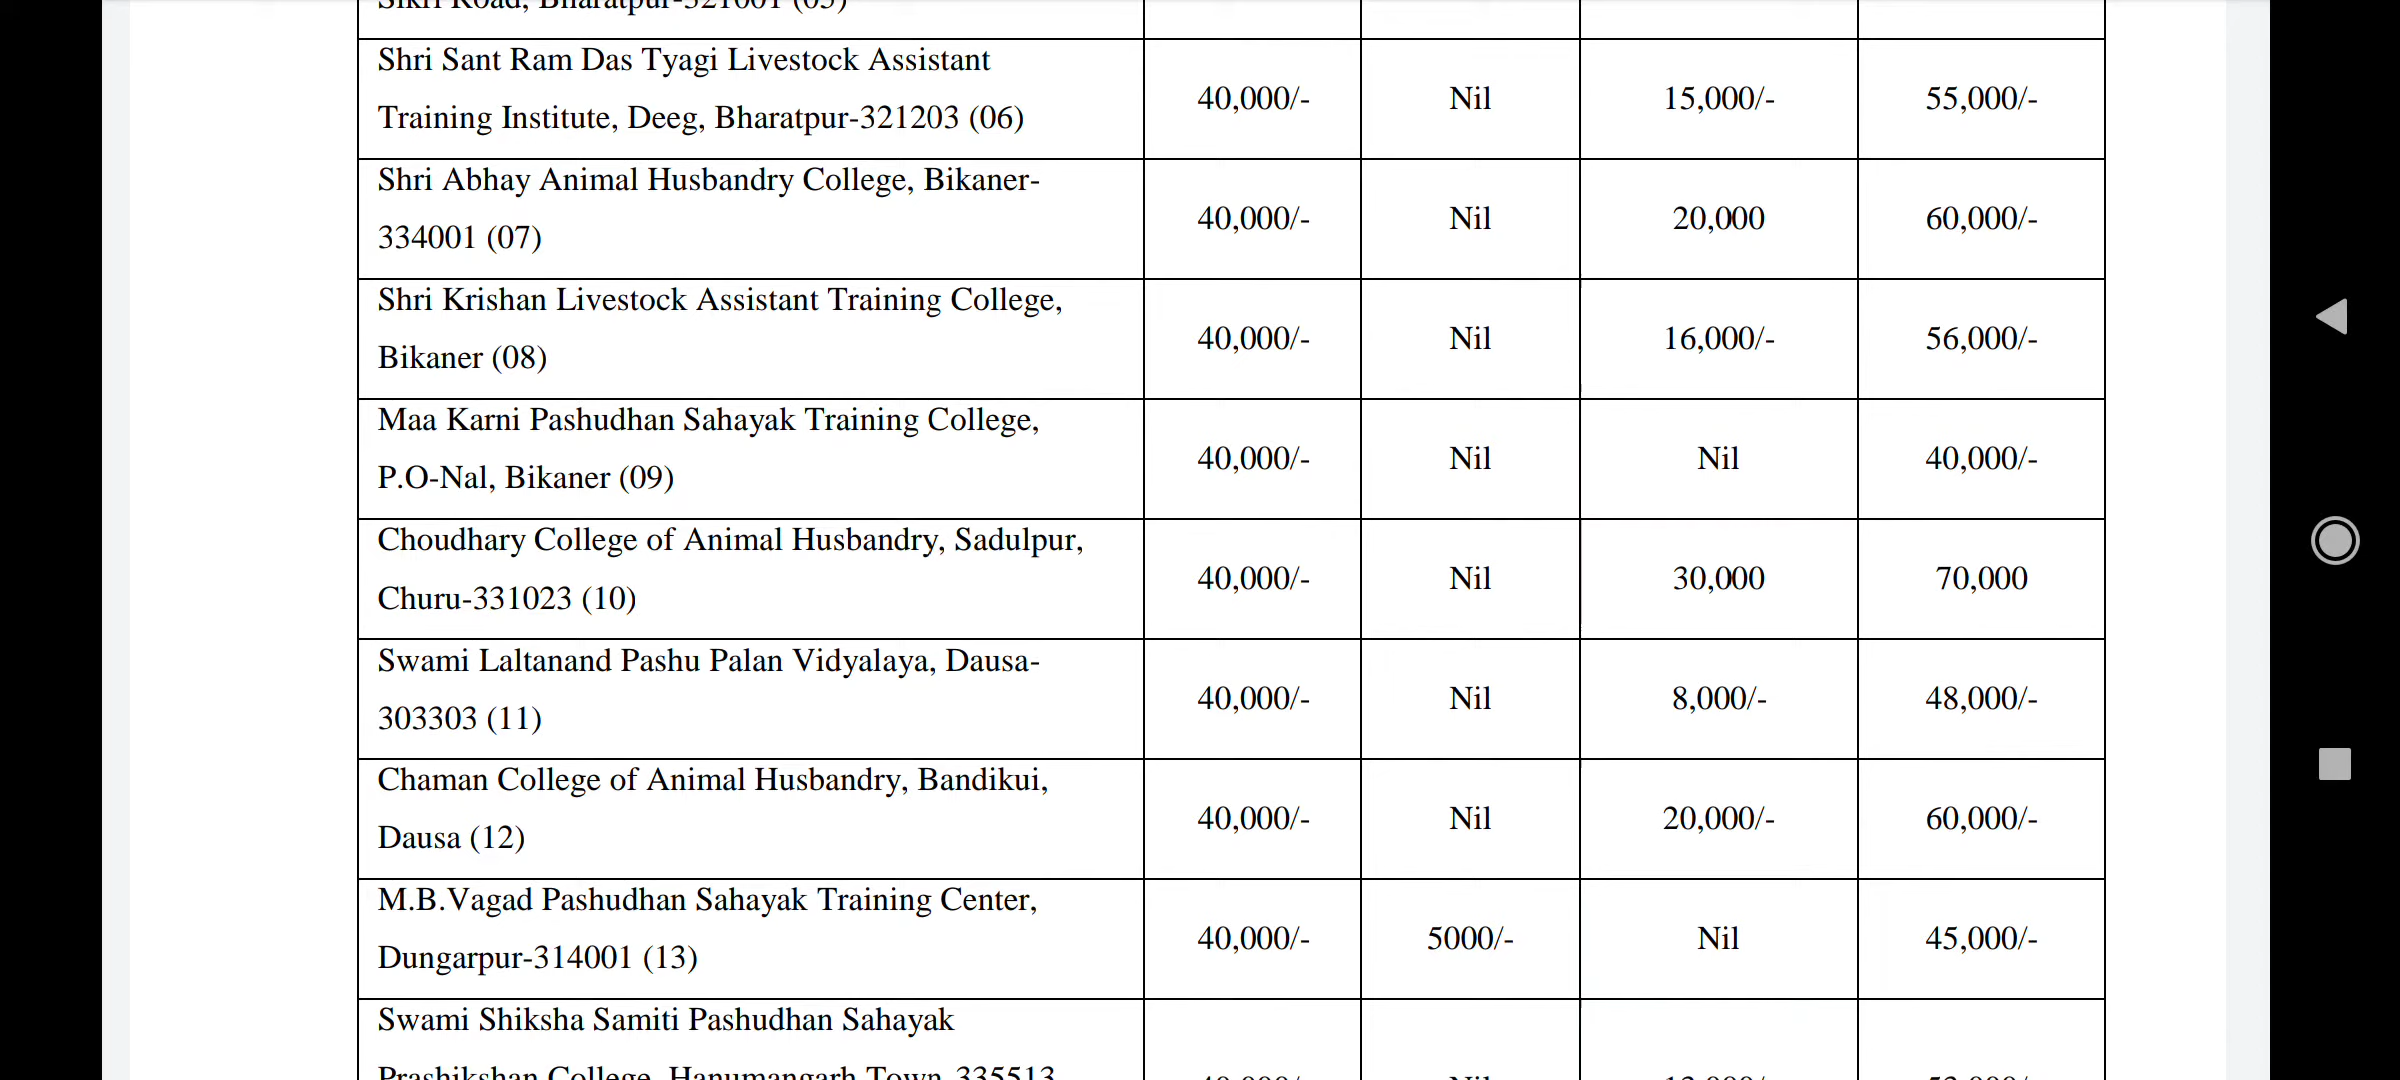 Shri Sant Ram Das Tyagi Livestock Assistant
Training Institute, Deeg, Bharatpur-321203 (06)
40,000/-
Nil
15,000/-
55,000/-
Shri Abhay Animal Husbandry College, Bikaner-
334001 (07)
40,000/-
Nil
20,000
60,000/-
Shri Krishan Livestock Assistant Training College,
Bikaner (08)
40,000/-
Nil
16,000/-
56,000/-
Maa Karni Pashudhan Sahayak Training College,
P.O-Nal, Bikaner (09)
40,000/-
Nil
Nil
40,000/-
Choudhary College of Animal Husbandry, Sadulpur,
Churu-331023 (10)
40,000/-
Nil
30,000
70,000
Swami Laltanand Pashu Palan Vidyalaya, Dausa-
303303 (11)
40,000/-
Nil
8,000/-
48,000/-
Chaman College of Animal Husbandry, Bandikui,
Dausa (12)
40,000/-
Nil
20,000/-
60,000/-
M.B.Vagad Pashudhan Sahayak Training Center,
Dungarpur-314001 (13)
40,000/-
5000/-
Nil
45,000/-
Swami Shiksha Samiti Pashudhan Sahayak
Prashikshan College, Hanumangarh Town-335513